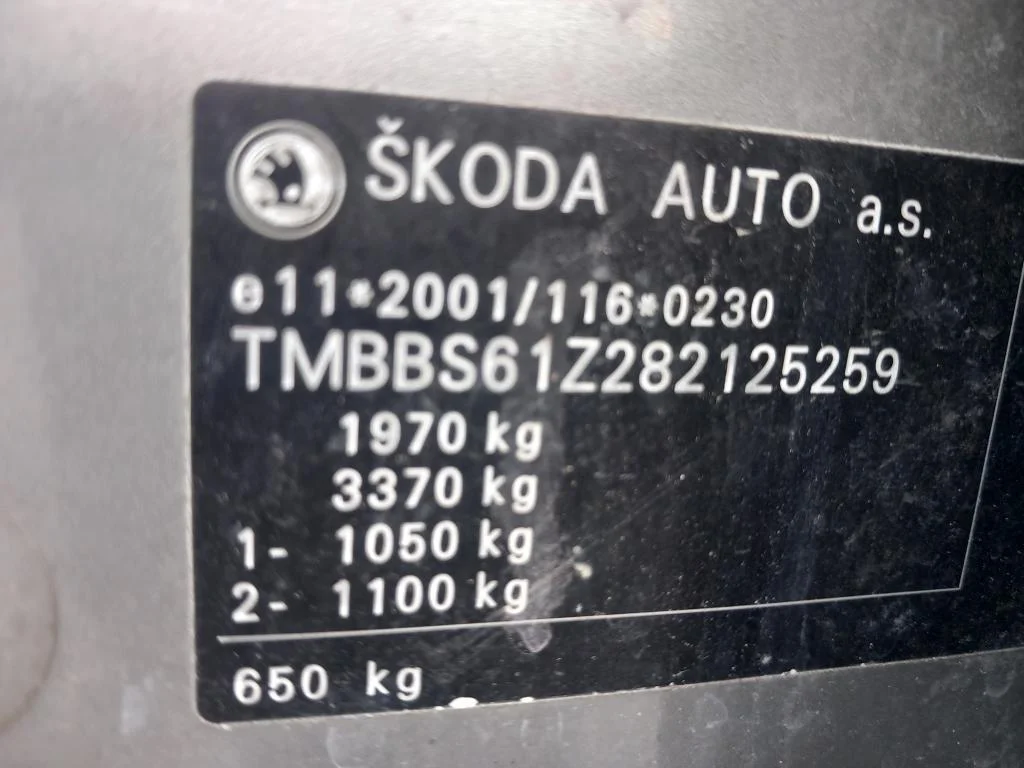 ŠKODA AUTO a.s.
e11*2001/116*0230
TMBBS61Z282125259
1970 kg
3370 kg
1- 1050 kg
2- 1100 kg
650 kg